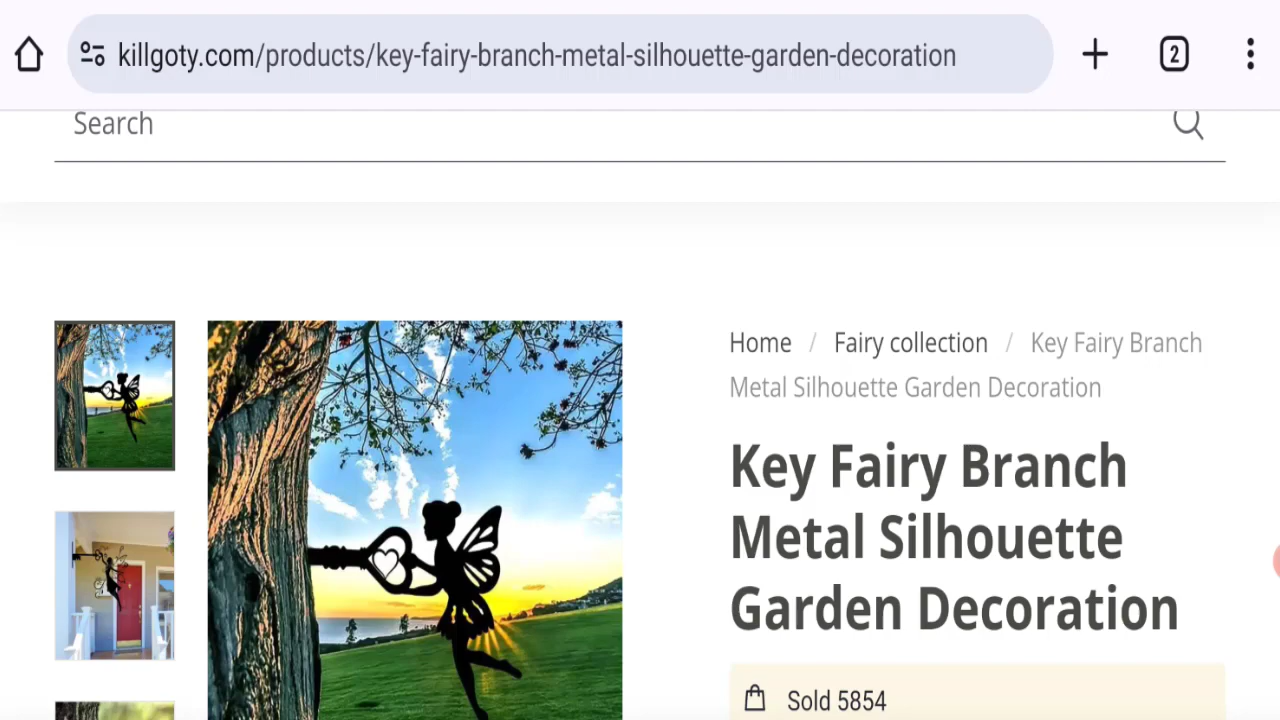 killgoty.com/products/key-fairy-branch-metal-silhouette-garden-decoration
2
Search
Home / Fairy collection / Key Fairy Branch
Metal Silhouette Garden Decoration
Key Fairy Branch
Metal Silhouette
Garden Decoration
Sold 5854